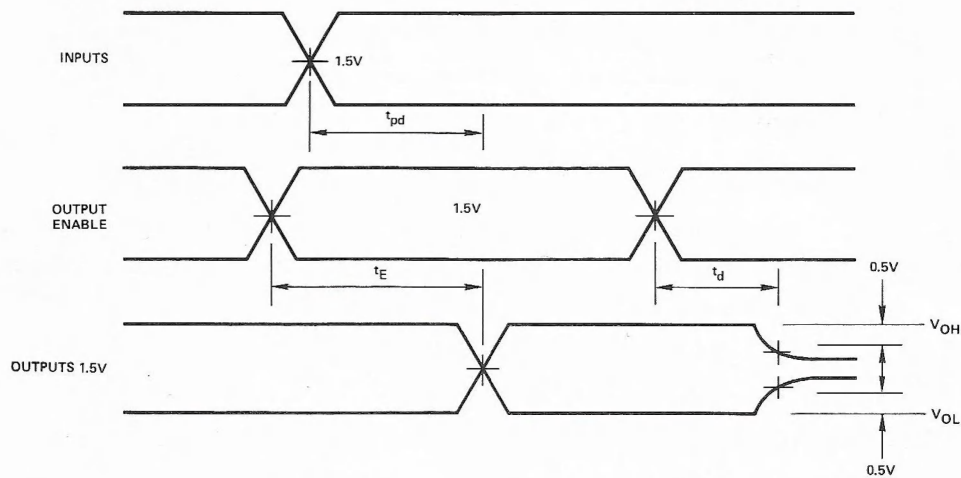 INPUTS
1.5V
tpd
OUTPUT
ENABLE
1.5V
tE
td
0.5V
VOH
OUTPUTS 1.5V
VOL
0.5V